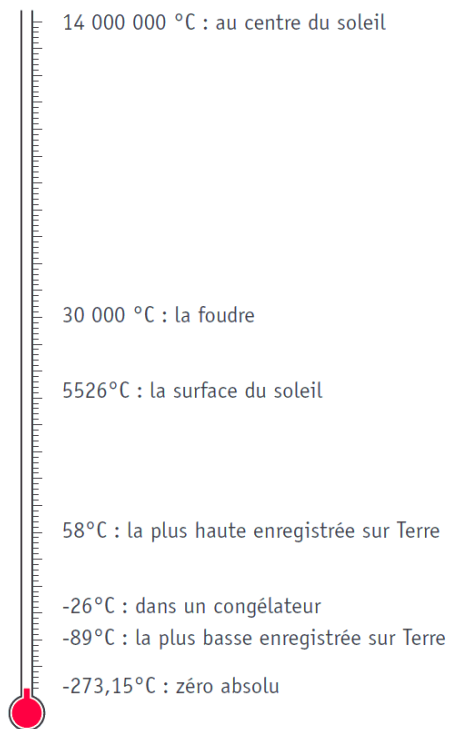 14 000 000 °C : au centre du soleil
30 000 °C : la foudre
5526°C : la surface du soleil
58°C : la plus haute enregistrée sur Terre
-26°C : dans un congélateur
-89°C : la plus basse enregistrée sur Terre
-273,15°C : zéro absolu